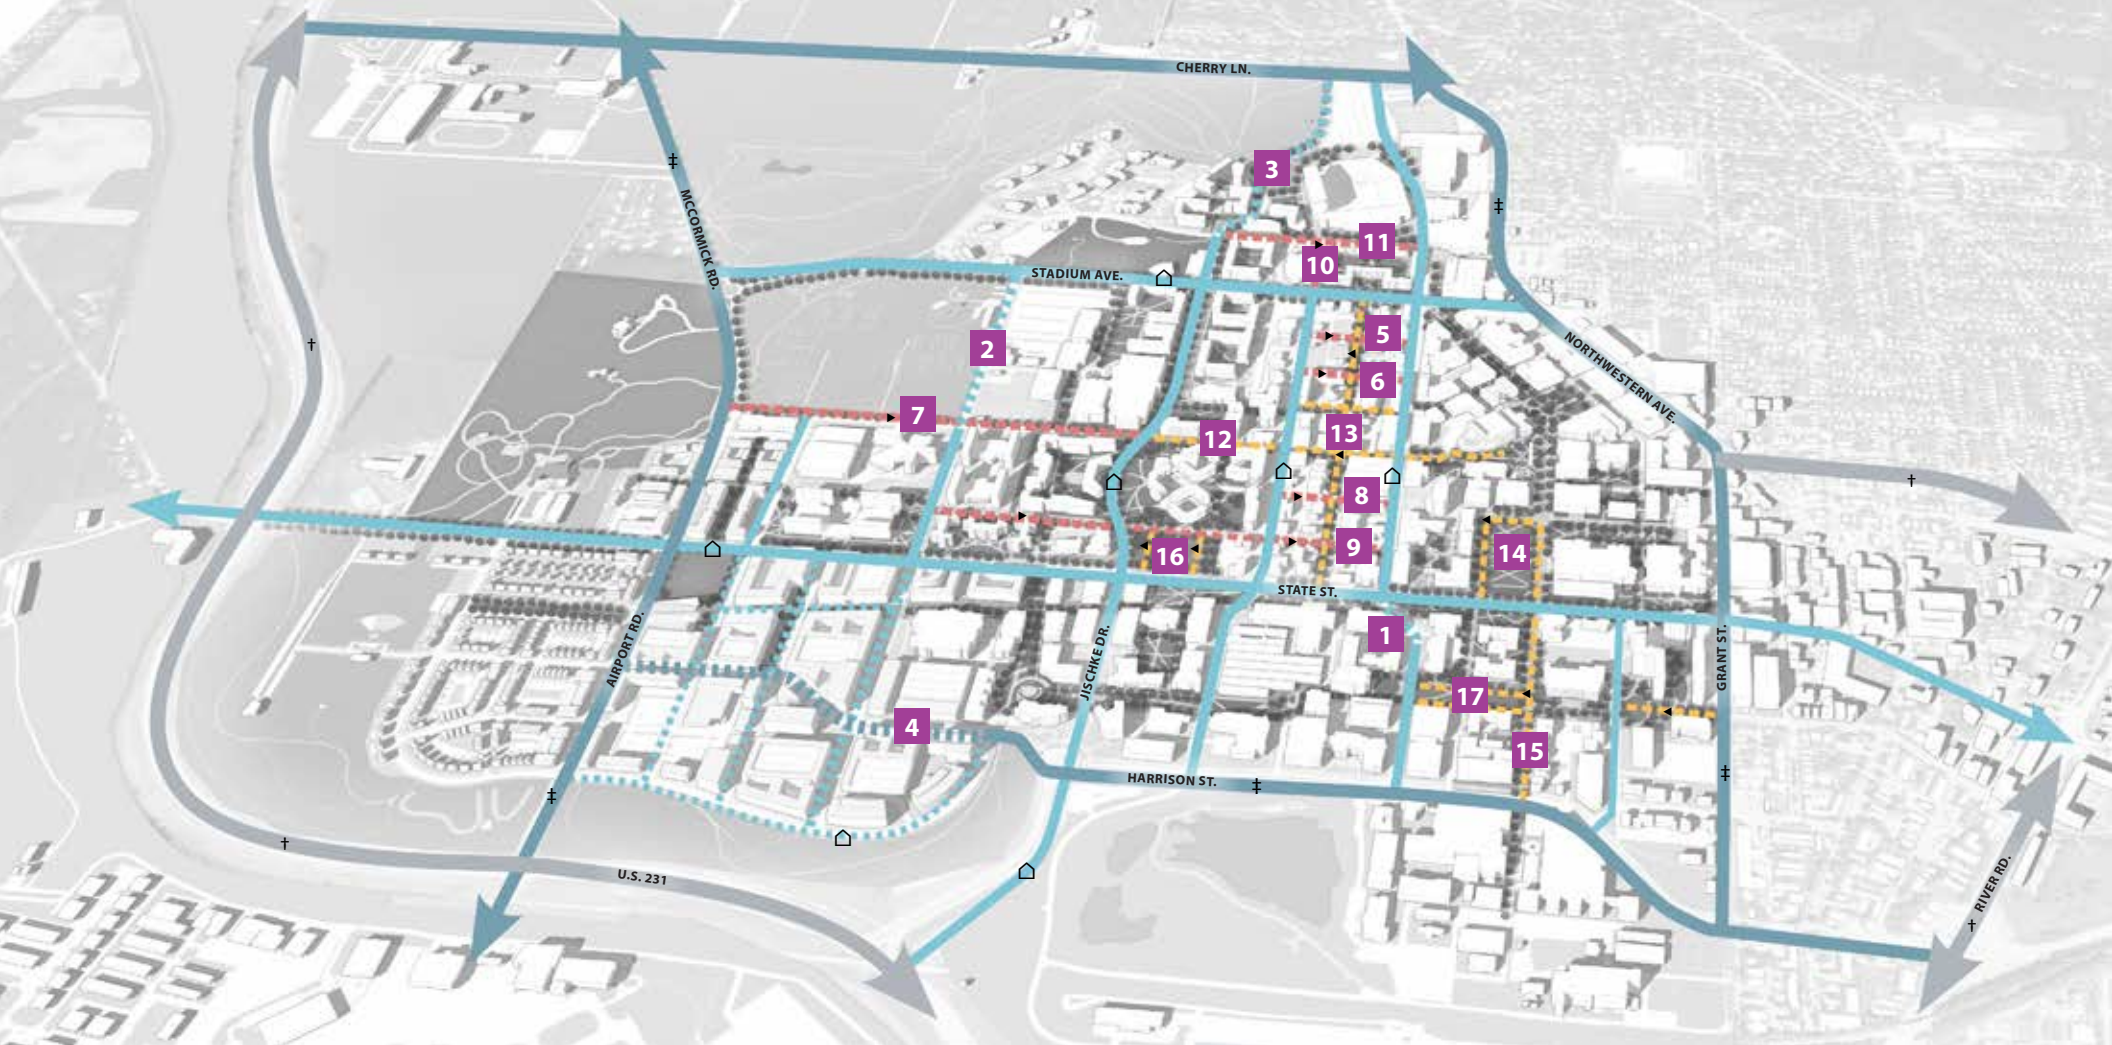 CHERRY LN.
‡
3
MCCORMICK RD.
‡
11
10
STADIUM AVE.
†
2
5
6
NORTHWESTERN AVE.
7
12
13
†
8
9
16
14
STATE ST.
1
AIRPORT RD.
JISCHKE DR.
GRANT ST.
17
4
15
HARRISON ST.
‡
‡
‡
†
U.S. 231
RIVER RD.
†